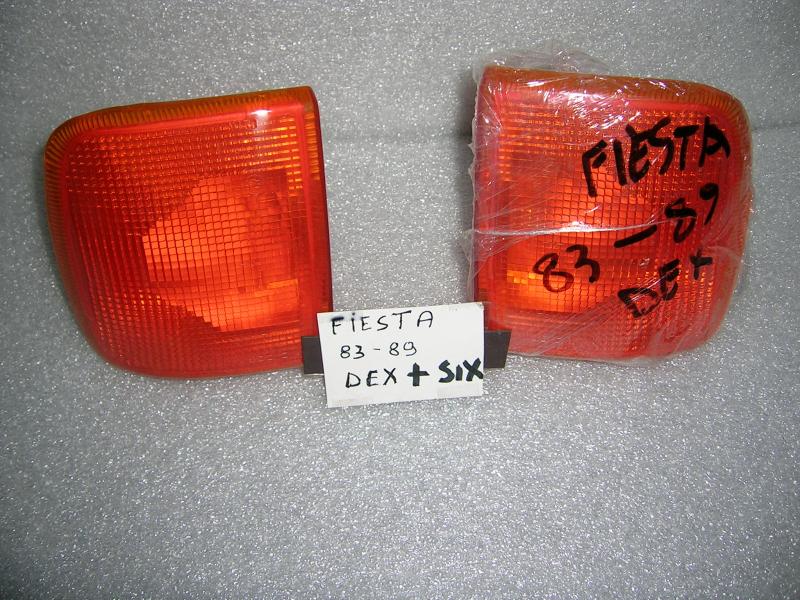 FIESTA
83-89
DEX
FIESTA
83-89
DEX + SIX